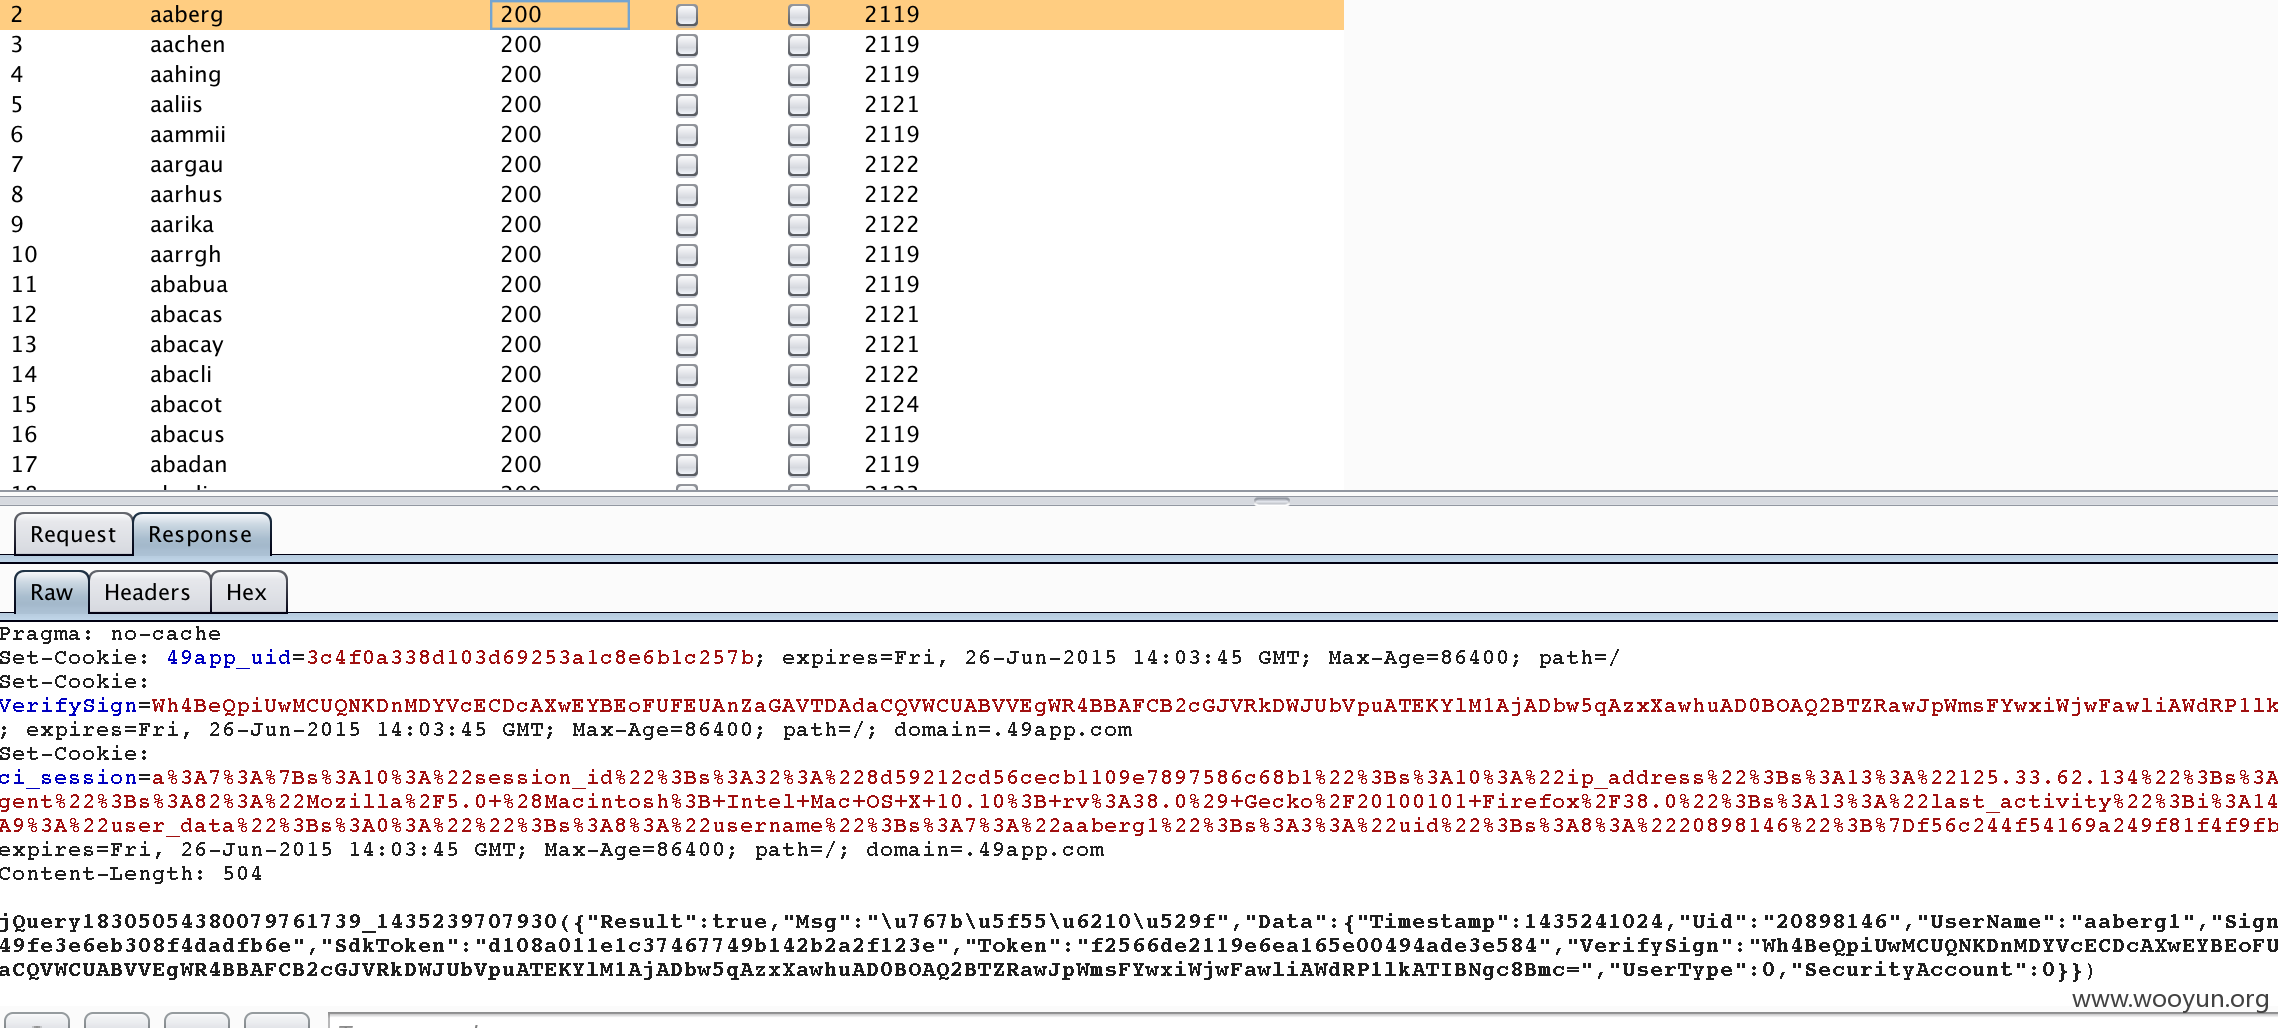 2 aaberg 200 2119
3 aachen 200 2119
4 aahing 200 2119
5 aaliis 200 2121
6 aammii 200 2119
7 aargau 200 2122
8 aarhus 200 2122
9 aarika 200 2122
10 aarrgh 200 2119
11 ababua 200 2119
12 abacas 200 2121
13 abacay 200 2121
14 abacli 200 2122
15 abacot 200 2124
16 abacus 200 2119
17 abadan 200 2119
Request Response
Raw Headers Hex
Pragma: no-cache
Set-Cookie: 49app_uid=3c4f0a338d103d69253a1c8e6b1c257b; expires=Fri, 26-Jun-2015 14:03:45 GMT; Max-Age=86400; path=/
Set-Cookie:
VerifySign=Wh4BeQpiUwMCUQNKDnMDYVcECDcAXwEYBEoFUFEUAnZaGAVTDAdaCQVWCUABVVEgWR4BBAFCB2cGJVRkDWJUbVpuATEKYlM1AjADbw5qAzxXawhuAD0BOAQ2BTZRawJpWmsFYwxiWjwFawliAWdRP1lk
; expires=Fri, 26-Jun-2015 14:03:45 GMT; Max-Age=86400; path=/; domain=.49app.com
Set-Cookie:
ci_session=a%3A7%3A%7Bs%3A10%3A%22session_id%22%3Bs%3A32%3A%228d59212cd56cecb1109e7897586c68b1%22%3Bs%3A10%3A%22ip_address%22%3Bs%3A13%3A%22125.33.62.134%22%3Bs%3A
gent%22%3Bs%3A82%3A%22Mozilla%2F5.0+%28Macintosh%3B+Intel+Mac+OS+X+10.10%3B+rv%3A38.0%29+Gecko%2F20100101+Firefox%2F38.0%22%3Bs%3A13%3A%22last_activity%22%3Bi%3A14
A9%3A%22user_data%22%3Bs%3A0%3A%22%22%3Bs%3A8%3A%22username%22%3Bs%3A7%3A%22aaberg1%22%3Bs%3A3%3A%22uid%22%3Bs%3A8%3A%2220898146%22%3B%7Df56c244f54169a249f81f4f9fb
expires=Fri, 26-Jun-2015 14:03:45 GMT; Max-Age=86400; path=/; domain=.49app.com
Content-Length: 504
jQuery18305054380079761739_1435239707930({"Result":true,"Msg":"\u767b\u5f55\u6210\u529f","Data":{"Timestamp":1435241024,"Uid":"20898146","UserName":"aaberg1","Sign
49fe3e6eb308f4dadfb6e","SdkToken":"d108a011e1c37467749b142b2a2f123e","Token":"f2566de2119e6ea165e00494ade3e584","VerifySign":"Wh4BeQpiUwMCUQNKDnMDYVcECDcAXwEYBEoFU
aCQVWCUABVVEgWR4BBAFCB2cGJVRkDWJUbVpuATEKYlM1AjADbw5qAzxXawhuAD0BOAQ2BTZRawJpWmsFYwxiWjwFawliAWdRP1lkATIBNgc8Bmc=","UserType":0,"SecurityAccount":0}})
www.wooyun.org